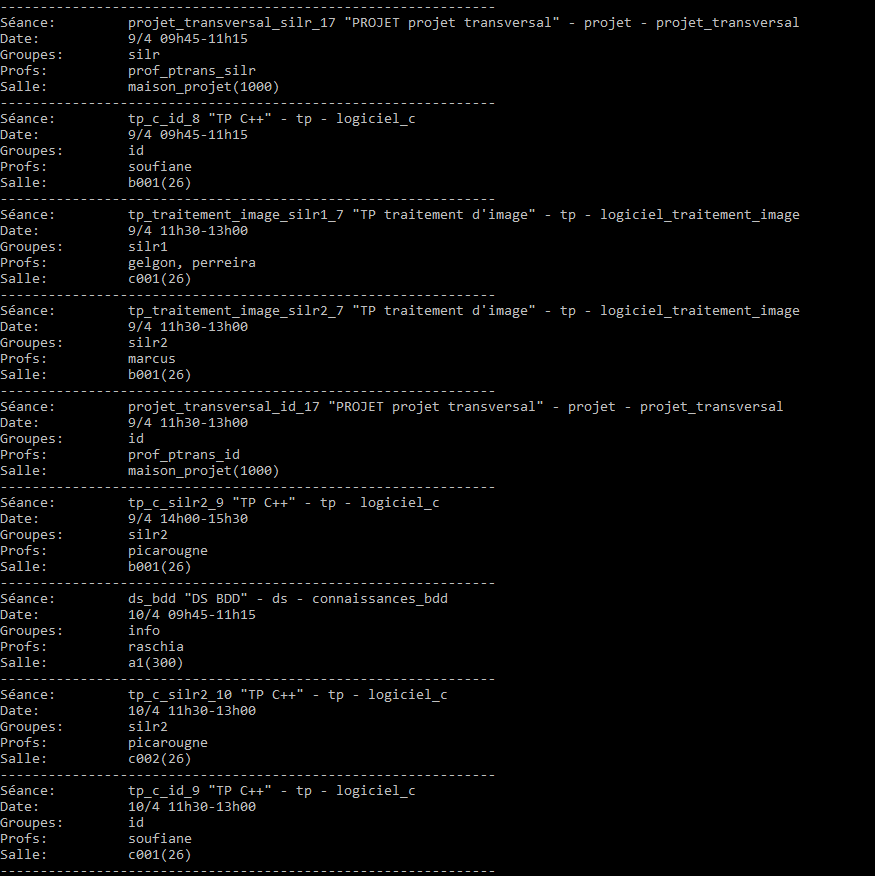 --------------------------------------------------------------
Séance:         projet_transversal_silr_17 "PROJET projet transversal" - projet - projet_transversal
Date:           9/4 09h45-11h15
Groupes:        silr
Profs:          prof_ptrans_silr
Salle:          maison_projet(1000)
--------------------------------------------------------------
Séance:         tp_c_id_8 "TP C++" - tp - logiciel_c
Date:           9/4 09h45-11h15
Groupes:        id
Profs:          soufiane
Salle:          b001(26)
--------------------------------------------------------------
Séance:         tp_traitement_image_silr1_7 "TP traitement d'image" - tp - logiciel_traitement_image
Date:           9/4 11h30-13h00
Groupes:        silr1
Profs:          gelgon, perreira
Salle:          c001(26)
--------------------------------------------------------------
Séance:         tp_traitement_image_silr2_7 "TP traitement d'image" - tp - logiciel_traitement_image
Date:           9/4 11h30-13h00
Groupes:        silr2
Profs:          marcus
Salle:          b001(26)
--------------------------------------------------------------
Séance:         projet_transversal_id_17 "PROJET projet transversal" - projet - projet_transversal
Date:           9/4 11h30-13h00
Groupes:        id
Profs:          prof_ptrans_id
Salle:          maison_projet(1000)
--------------------------------------------------------------
Séance:         tp_c_silr2_9 "TP C++" - tp - logiciel_c
Date:           9/4 14h00-15h30
Groupes:        silr2
Profs:          picarougne
Salle:          b001(26)
--------------------------------------------------------------
Séance:         ds_bdd "DS BDD" - ds - connaissances_bdd
Date:           10/4 09h45-11h15
Groupes:        info
Profs:          raschia
Salle:          a1(300)
--------------------------------------------------------------
Séance:         tp_c_silr2_10 "TP C++" - tp - logiciel_c
Date:           10/4 11h30-13h00
Groupes:        silr2
Profs:          picarougne
Salle:          c002(26)
--------------------------------------------------------------
Séance:         tp_c_id_9 "TP C++" - tp - logiciel_c
Date:           10/4 11h30-13h00
Groupes:        id
Profs:          soufiane
Salle:          c001(26)
--------------------------------------------------------------